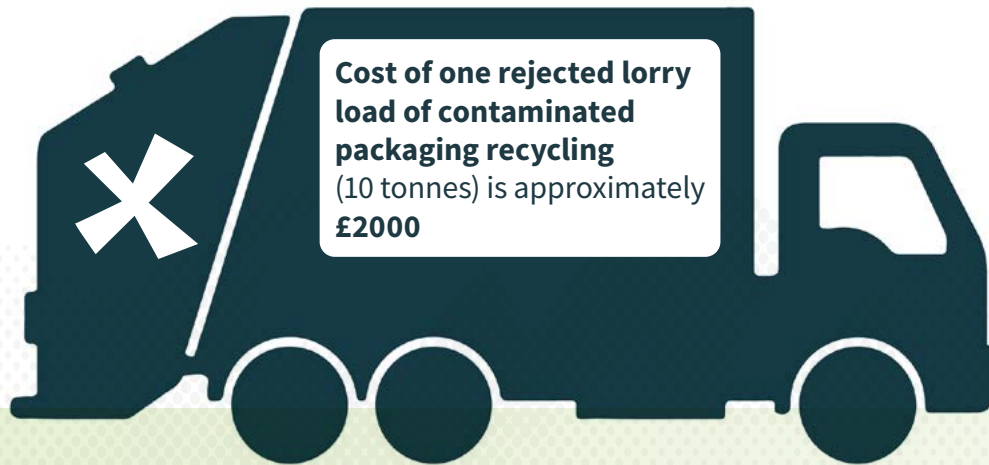 Cost of one rejected lorry
load of contaminated
packaging recycling
(10 tonnes) is approximately
£2000